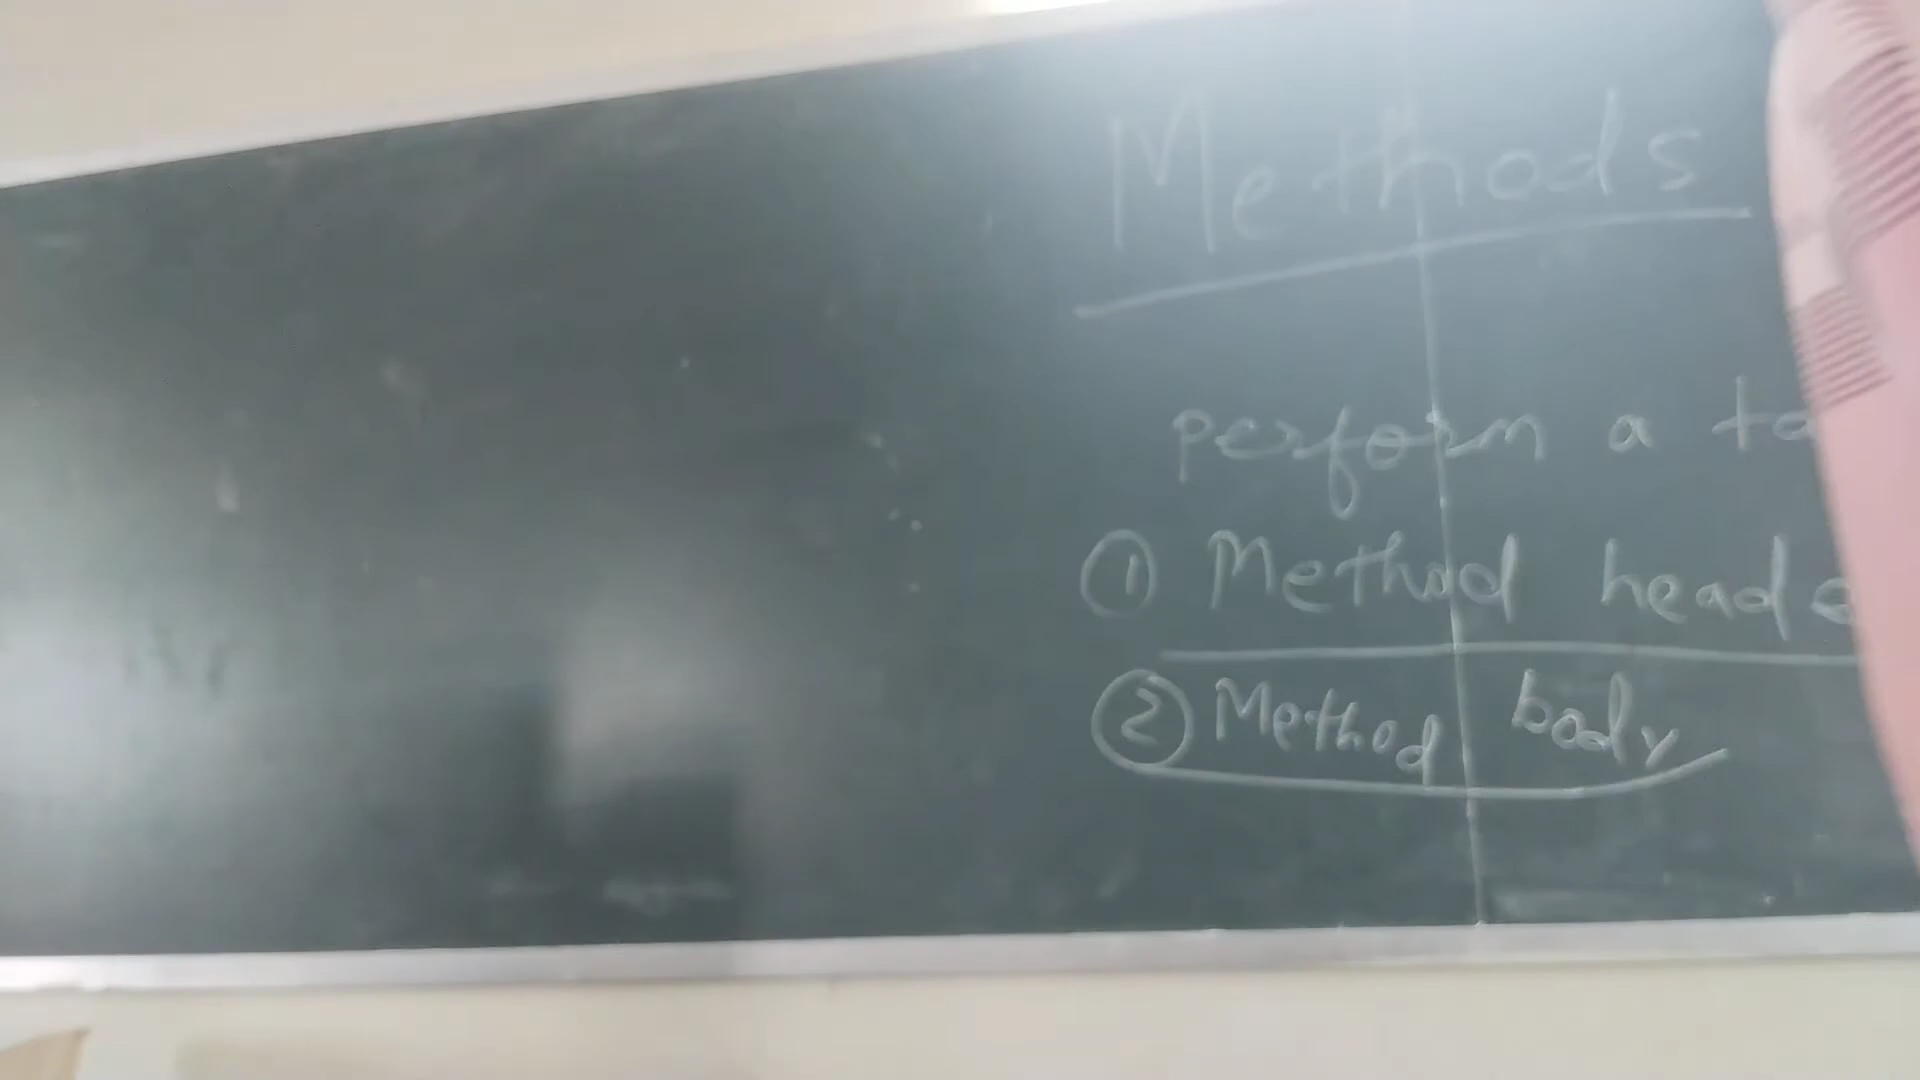 Methods
perform a
① Method
② Method body